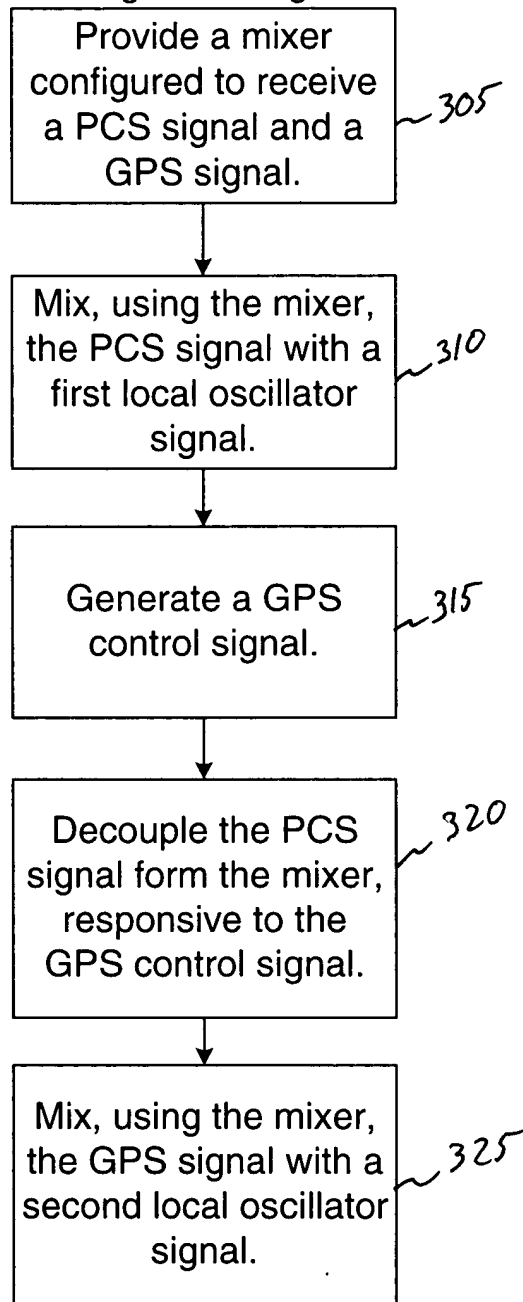 Provide a mixer
configured to receive
a PCS signal and a
GPS signal.
305
Mix, using the mixer,
the PCS signal with a
first local oscillator
signal.
310
Generate a GPS
control signal.
315
Decouple the PCS
signal form the mixer,
responsive to the
GPS control signal.
320
Mix, using the mixer,
the GPS signal with a
second local oscillator
signal.
325